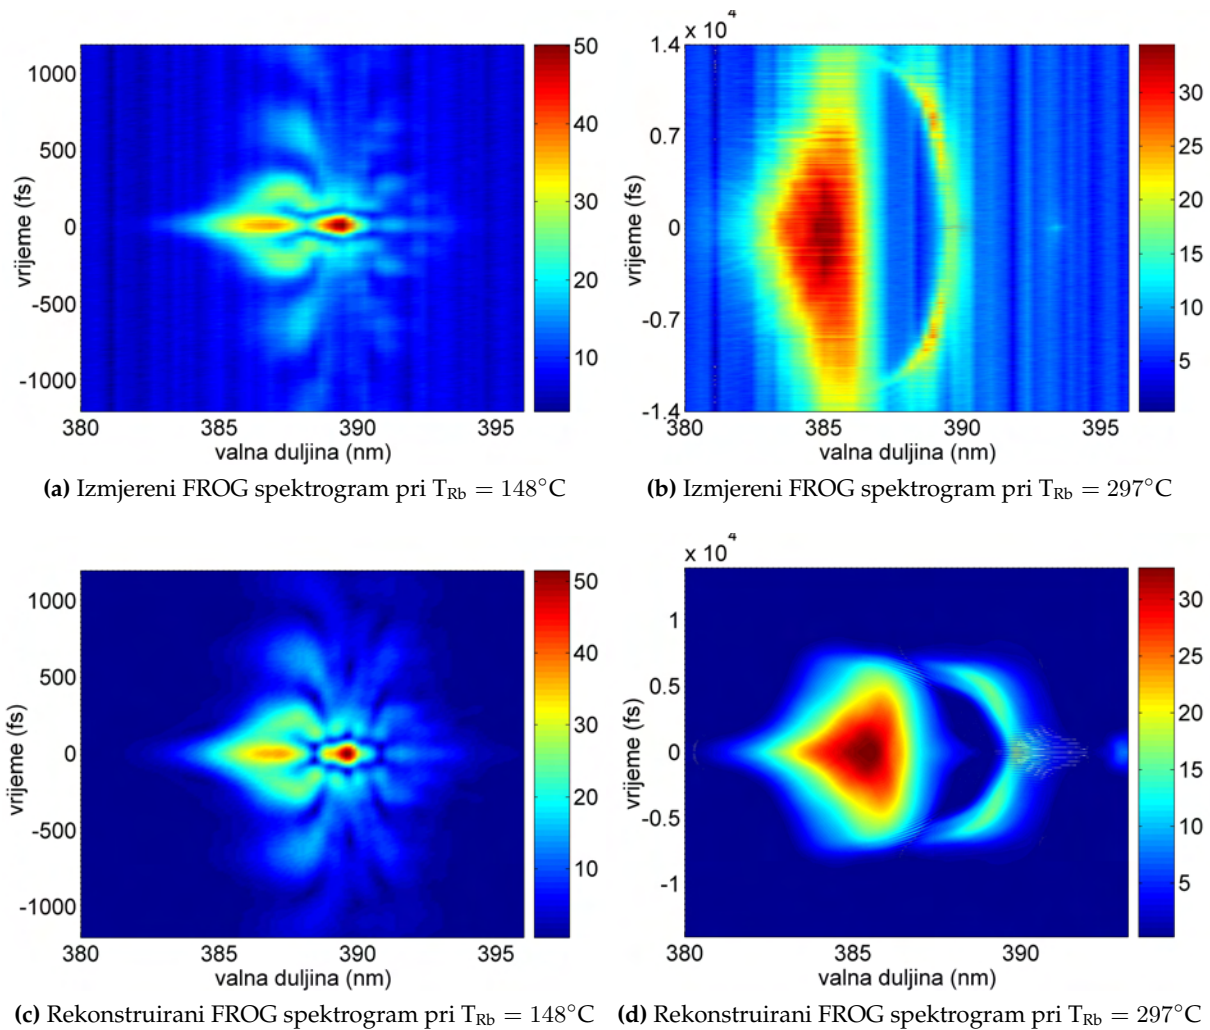 1000
500
0
-500
-1000
vrijeme (fs)
380 385 390 395
valna duljina (nm)
50
40
30
20
10
(a) Izmjereni FROG spektrogram pri T_Rb = 148°C
x 10^4
1.4
0.7
0
-0.7
-1.4
vrijeme (fs)
380 385 390 395
valna duljina (nm)
30
25
20
15
10
5
(b) Izmjereni FROG spektrogram pri T_Rb = 297°C
1000
500
0
-500
-1000
vrijeme (fs)
380 385 390 395
valna duljina (nm)
50
40
30
20
10
(c) Rekonstruirani FROG spektrogram pri T_Rb = 148°C
x 10^4
1
0.5
0
-0.5
-1
vrijeme (fs)
380 385 390
valna duljina (nm)
30
25
20
15
10
5
(d) Rekonstruirani FROG spektrogram pri T_Rb = 297°C